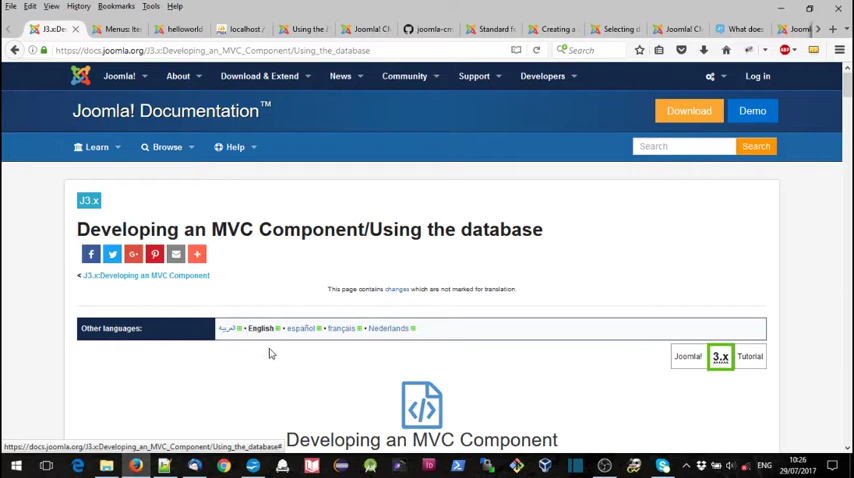 File Edit View History Bookmarks Tools Help
J3.x:De Menus: Ite helloworld localhost / Using the J Joomla! Cl joomla-cm Standard fo Creating a Selecting d Joomla! C What does Joomla
https://docs.joomla.org/J3.x:Developing_an_MVC_Component/Using_the_database Search
Joomla! About Download & Extend News Community Support Developers Log in
Joomla! Documentation™ Download Demo
Learn Browse Help Search Search
J3.x
Developing an MVC Component/Using the database
< J3.x:Developing an MVC Component
This page contains changes which are not marked for translation.
Other languages: العربية • English • español • français • Nederlands
Joomla! 3.x Tutorial
Developing an MVC Component
https://docs.joomla.org/J3.x:Developing_an_MVC_Component/Using_the_database#
ENG 10:26
29/07/2017